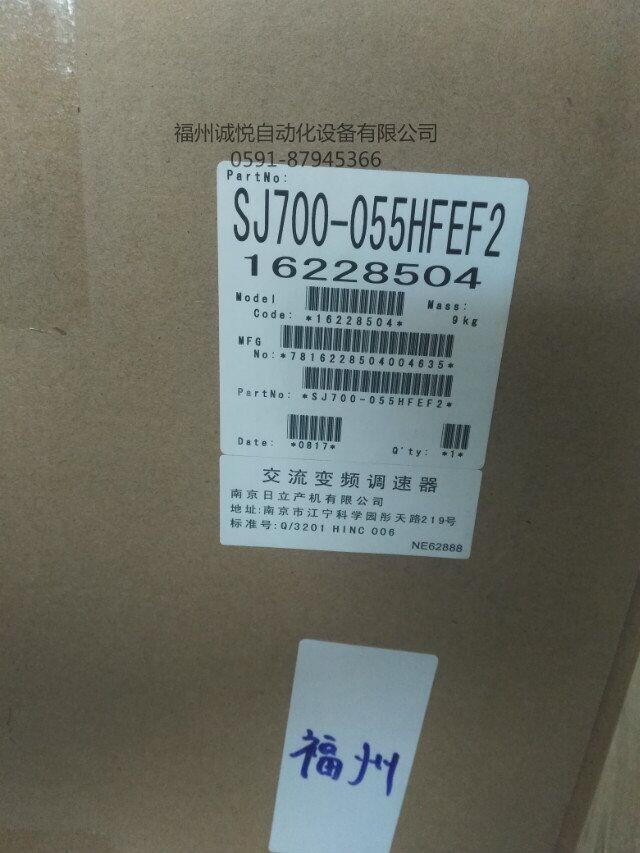 福州诚悦自动化设备有限公司
0591-87945366
PartNo:
SJ700-055HFEF2
16228504
Model
Code: *16228504*
Mass:
9kg
MFG
No: *7816228504004635*
PartNo: *SJ700-055HFEF2*
Date: *0817*
Q'ty: *1*
交流变频调速器
南京日立产机有限公司
地址:南京市江宁科学园彤天路219号
标准号:Q/3201 HINC 006
NE62888
福州